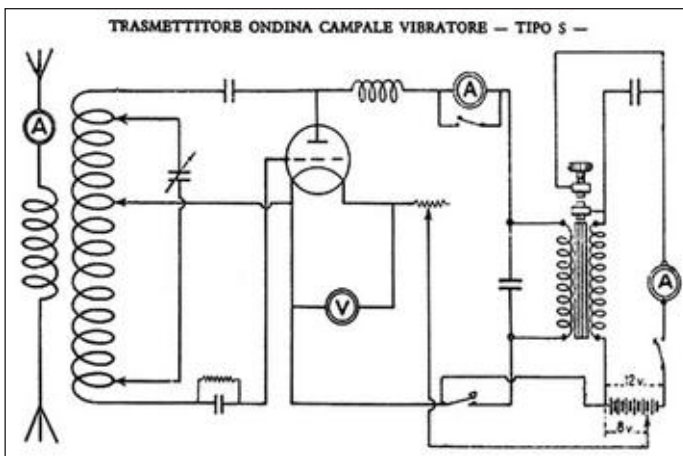 TRASMETTITORE ONDINA CAMPALE VIBRATORE — TIPO S —
A
A
V
A
12 v.
8 v.